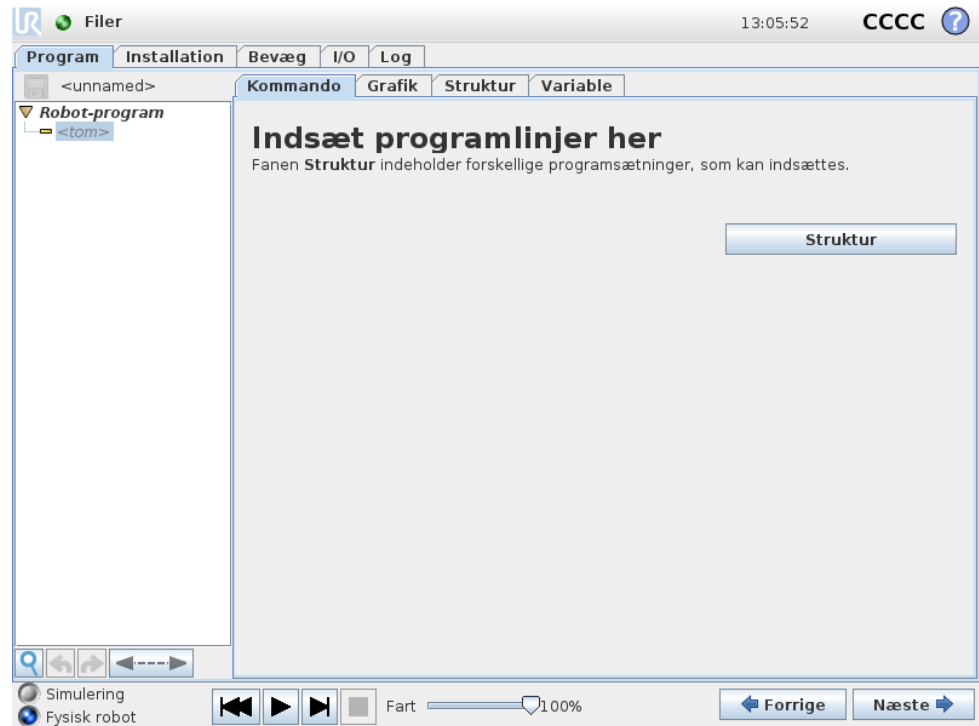 UR Filer 13:05:52 CCCC ?
Program Installation Bevæg I/O Log
<unnamed> Kommando Grafik Struktur Variable
Robot-program
<tom>
Indsæt programlinjer her
Fanen Struktur indeholder forskellige programsætninger, som kan indsættes.
Struktur
Simulering
Fysisk robot
Fart 100%
Forrige Næste